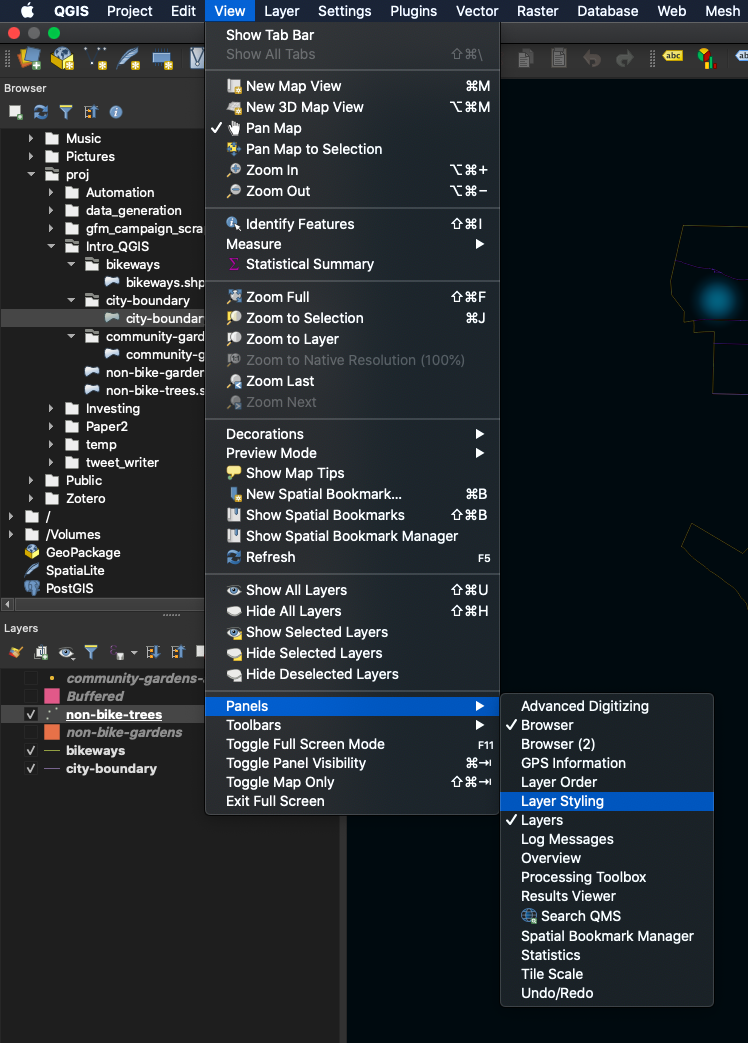 QGIS Project Edit View Layer Settings Plugins Vector Raster Database Web Mesh
Show Tab Bar
Show All Tabs ⇧⌘\
abc
Browser
Music
Pictures
proj
Automation
data_generation
gfm_campaign_scra
Intro_QGIS
bikeways
bikeways.shp
city-boundary
city-boundar
community-gard
community-g
non-bike-garder
non-bike-trees.s
Investing
Paper2
temp
tweet_writer
Public
Zotero
/
/Volumes
GeoPackage
SpatiaLite
PostGIS
New Map View ⌘M
New 3D Map View ⌥⌘M
✓ Pan Map
Pan Map to Selection
Zoom In ⌥⌘+
Zoom Out ⌥⌘−
Identify Features ⇧⌘I
Measure
Statistical Summary
Zoom Full ⇧⌘F
Zoom to Selection ⌘J
Zoom to Layer
Zoom to Native Resolution (100%)
Zoom Last
Zoom Next
Decorations
Preview Mode
Show Map Tips
New Spatial Bookmark... ⌘B
Show Spatial Bookmarks ⇧⌘B
Show Spatial Bookmark Manager
Refresh F5
Show All Layers ⇧⌘U
Hide All Layers ⇧⌘H
Show Selected Layers
Hide Selected Layers
Hide Deselected Layers
Panels
Toolbars
Toggle Full Screen Mode F11
Toggle Panel Visibility ⌘⇥
Toggle Map Only ⇧⌘⇥
Exit Full Screen
Layers
community-gardens-
Buffered
non-bike-trees
non-bike-gardens
bikeways
city-boundary
Advanced Digitizing
✓ Browser
Browser (2)
GPS Information
Layer Order
Layer Styling
✓ Layers
Log Messages
Overview
Processing Toolbox
Results Viewer
Search QMS
Spatial Bookmark Manager
Statistics
Tile Scale
Undo/Redo